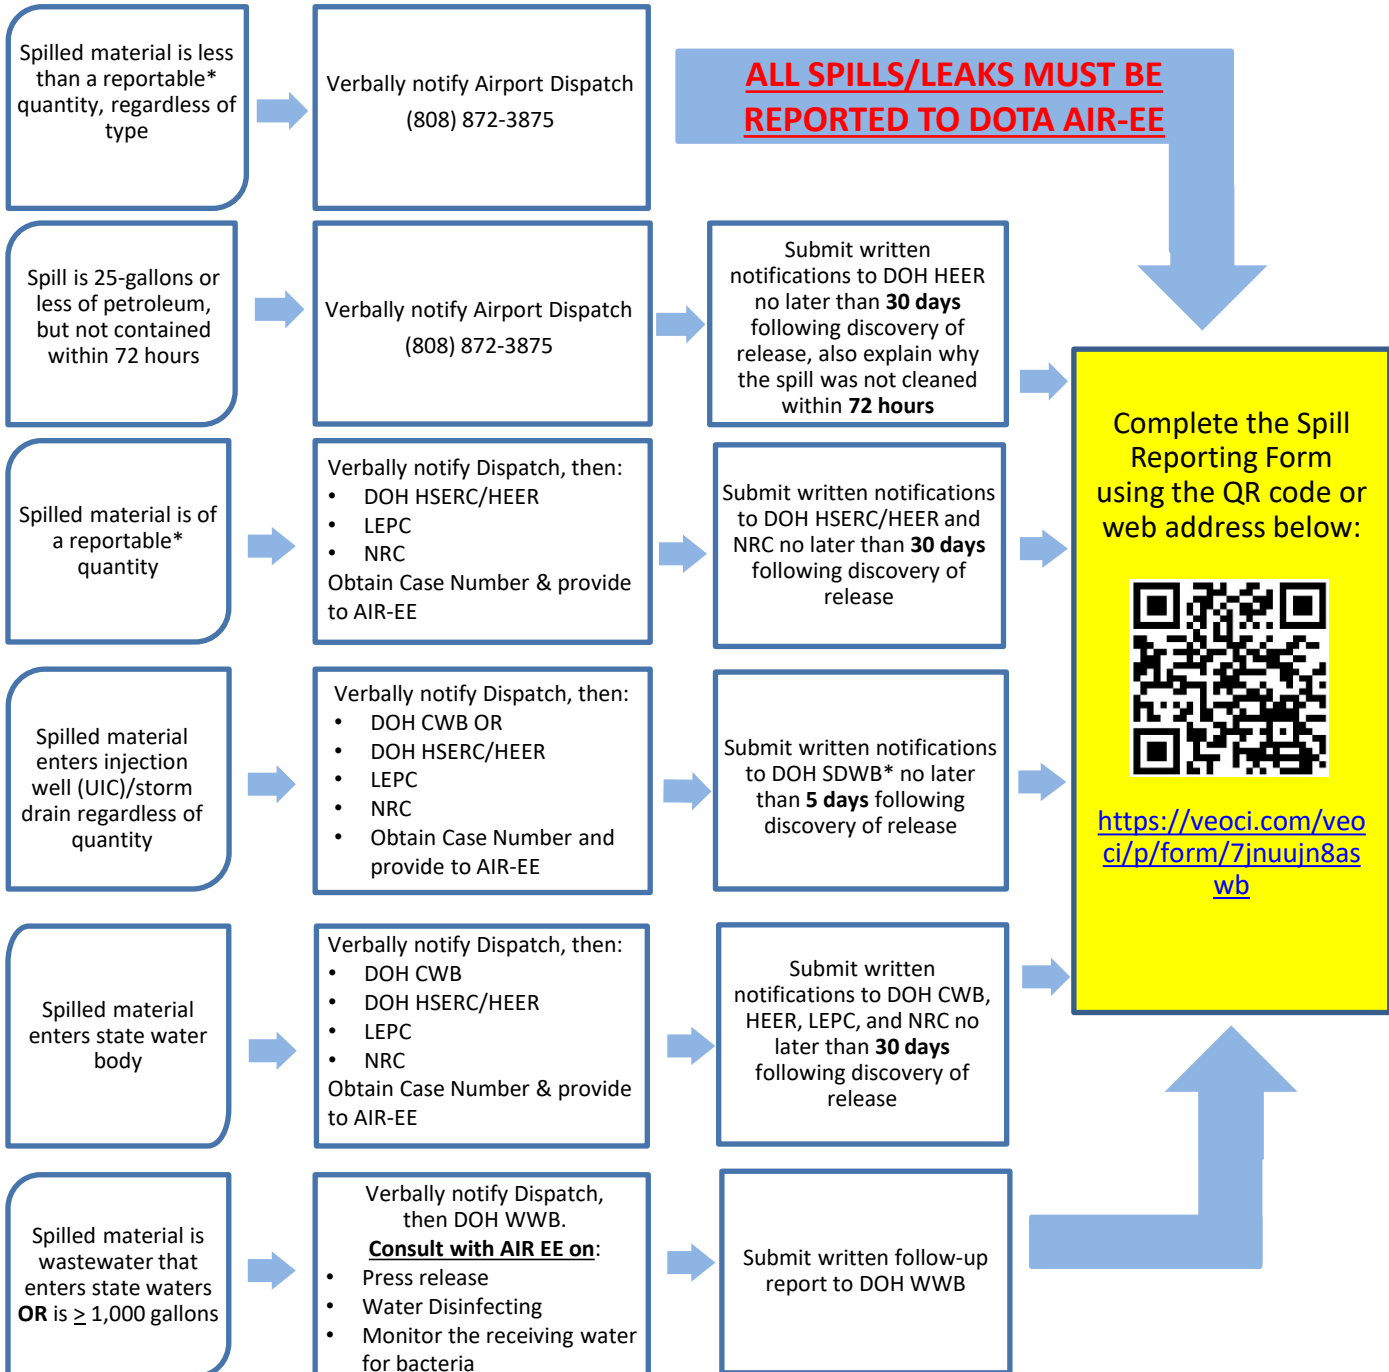 Spilled material is less
than a reportable*
quantity, regardless of
type
Verbally notify Airport Dispatch
(808) 872-3875
ALL SPILLS/LEAKS MUST BE
REPORTED TO DOTA AIR-EE
Spill is 25-gallons or
less of petroleum,
but not contained
within 72 hours
Verbally notify Airport Dispatch
(808) 872-3875
Submit written
notifications to DOH HEER
no later than 30 days
following discovery of
release, also explain why
the spill was not cleaned
within 72 hours
Spilled material is of
a reportable*
quantity
Verbally notify Dispatch, then:
• DOH HSERC/HEER
• LEPC
• NRC
Obtain Case Number & provide
to AIR-EE
Submit written notifications
to DOH HSERC/HEER and
NRC no later than 30 days
following discovery of
release
Spilled material
enters injection
well (UIC)/storm
drain regardless of
quantity
Verbally notify Dispatch, then:
• DOH CWB OR
• DOH HSERC/HEER
• LEPC
• NRC
• Obtain Case Number and
provide to AIR-EE
Submit written notifications
to DOH SDWB* no later
than 5 days following
discovery of release
Spilled material
enters state water
body
Verbally notify Dispatch, then:
• DOH CWB
• DOH HSERC/HEER
• LEPC
• NRC
Obtain Case Number & provide
to AIR-EE
Submit written
notifications to DOH CWB,
HEER, LEPC, and NRC no
later than 30 days
following discovery of
release
Spilled material is
wastewater that
enters state waters
OR is ≥ 1,000 gallons
Verbally notify Dispatch,
then DOH WWB.
Consult with AIR EE on:
• Press release
• Water Disinfecting
• Monitor the receiving water
for bacteria
Submit written follow-up
report to DOH WWB
Complete the Spill
Reporting Form
using the QR code or
web address below:
https://veoci.com/veo
ci/p/form/7jnuujn8as
wb